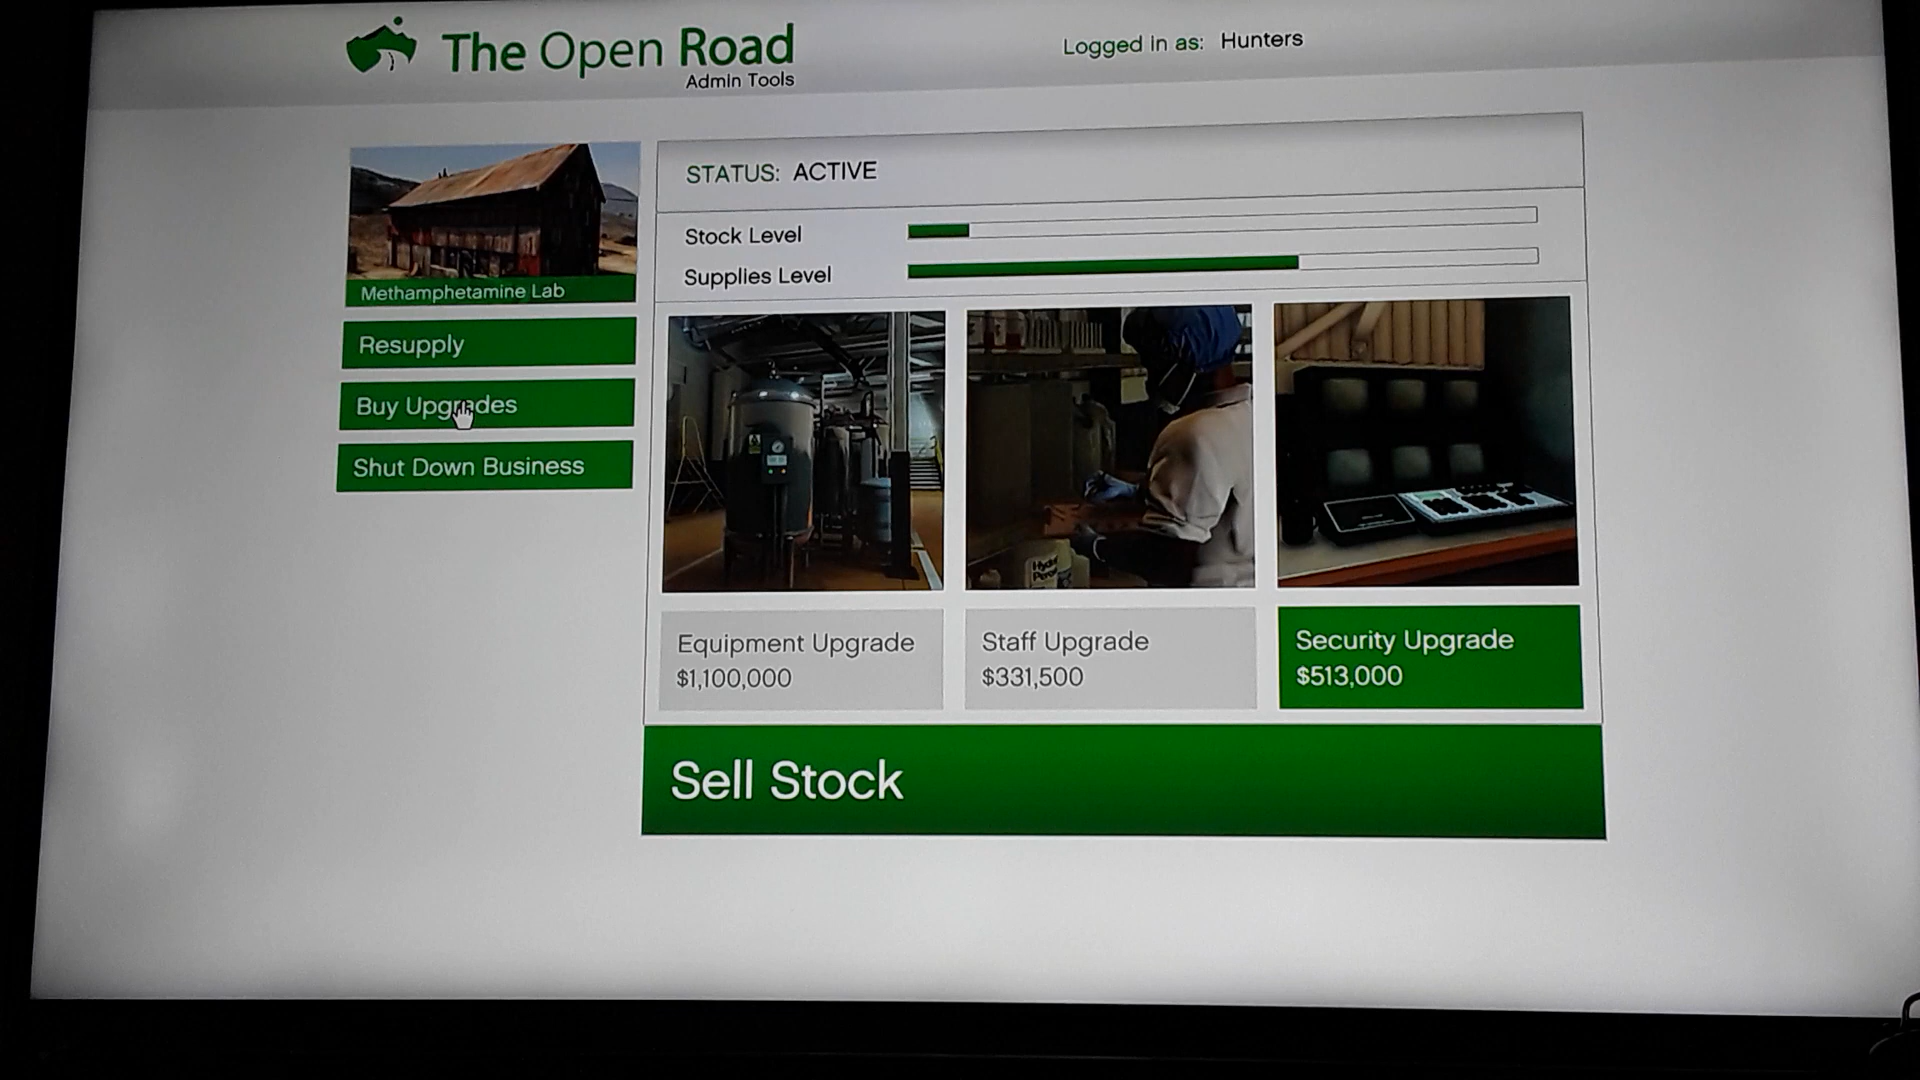 The Open Road
Admin Tools
Logged in as: Hunters
Methamphetamine Lab
Resupply
Buy Upgrades
Shut Down Business
STATUS: ACTIVE
Stock Level
Supplies Level
Equipment Upgrade
$1,100,000
Staff Upgrade
$331,500
Security Upgrade
$513,000
Sell Stock